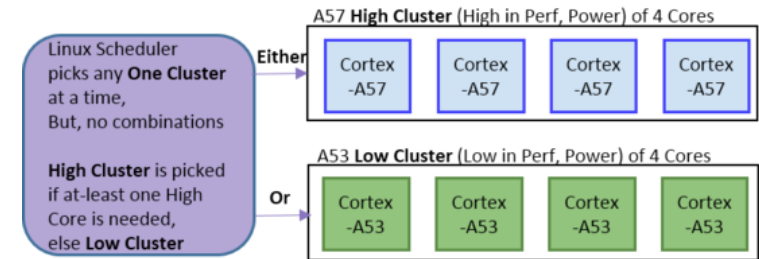 A57 High Cluster (High in Perf, Power) of 4 Cores
Linux Scheduler
picks any One Cluster
at a time,
But, no combinations
High Cluster is picked
if at-least one High
Core is needed,
else Low Cluster
Either
Cortex
-A57
Cortex
-A57
Cortex
-A57
Cortex
-A57
A53 Low Cluster (Low in Perf, Power) of 4 Cores
Or
Cortex
-A53
Cortex
-A53
Cortex
-A53
Cortex
-A53